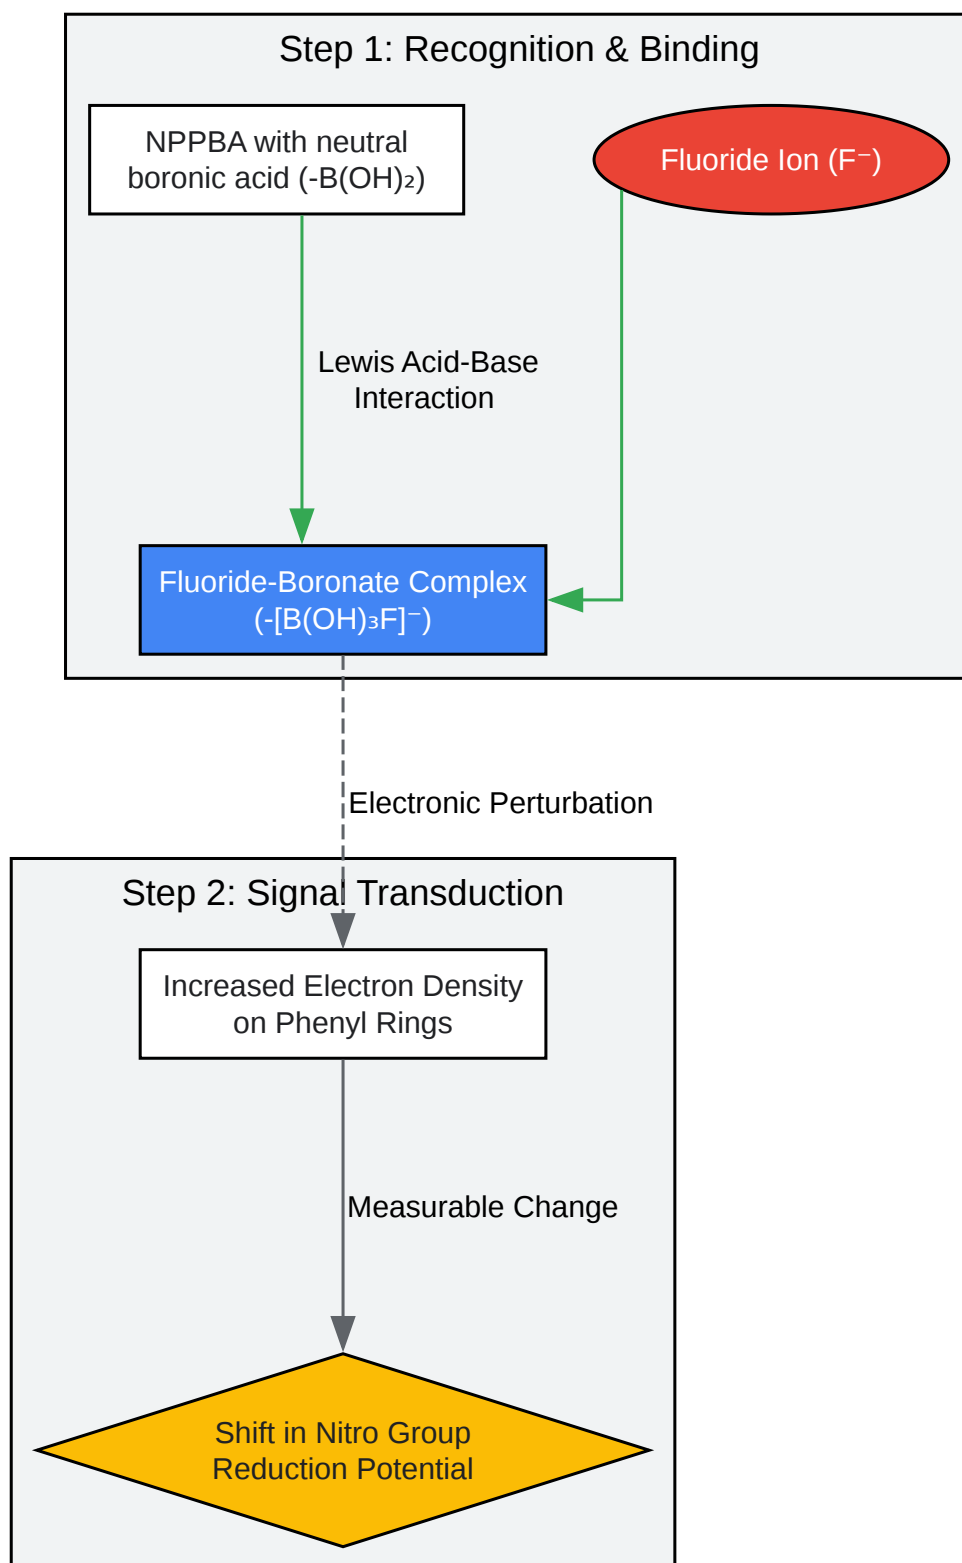 Step 1: Recognition & Binding
NPPBA with neutral
boronic acid (-B(OH)₂)
Fluoride Ion (F⁻)
Lewis Acid-Base
Interaction
Fluoride-Boronate Complex
(-[B(OH)₃F]⁻)
Electronic Perturbation
Step 2: Signal Transduction
Increased Electron Density
on Phenyl Rings
Measurable Change
Shift in Nitro Group
Reduction Potential